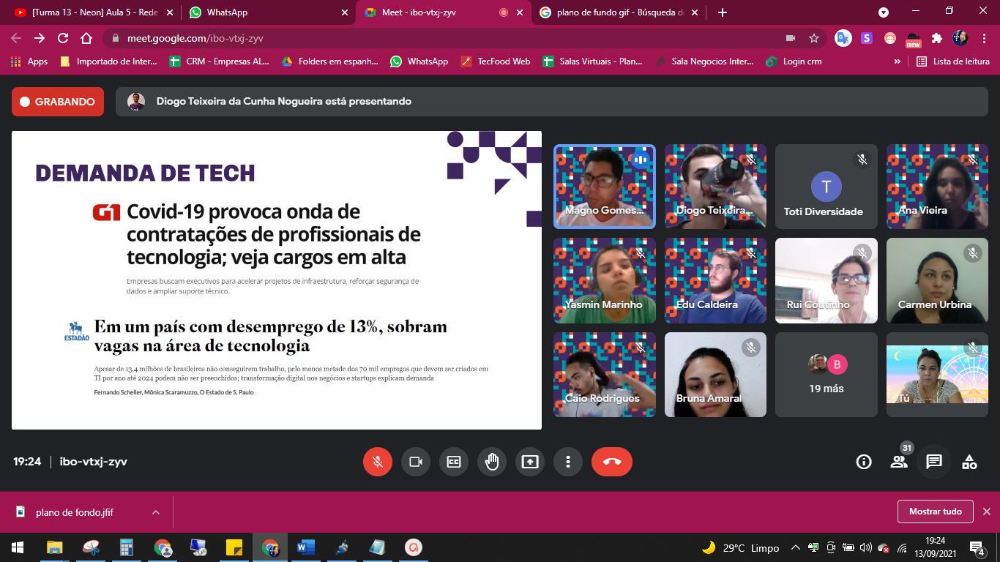 [Turma 13 - Neon] Aula 5 - Rede
WhatsApp
Meet - ibo-vtxj-zyv
plano de fundo gif - Búsqueda de
meet.google.com/ibo-vtxj-zyv
new
Apps
Importado de Inter...
CRM - Empresas AL...
Folders em espanh...
WhatsApp
TecFood Web
Salas Virtuais - Plan...
Sala Negocios Inter...
Login crm
Lista de leitura
GRABANDO
Diogo Teixeira da Cunha Nogueira está presentando
DEMANDA DE TECH
G1
Covid-19 provoca onda de
contratações de profissionais de
tecnologia; veja cargos em alta
Empresas buscam executivos para acelerar projetos de infraestrutura, reforçar segurança de
dados e ampliar suporte técnico.
ESTADÃO
Em um país com desemprego de 13%, sobram
vagas na área de tecnologia
Apesar de 13,4 milhões de brasileiros não conseguirem trabalho, pelo menos metade dos 70 mil empregos que devem ser criados em
TI por ano até 2024 podem não ser preenchidos; transformação digital nos negócios e startups explicam demanda
Fernando Scheller, Mônica Scaramuzzo, O Estado de S. Paulo
Magno Gomes...
Diogo Teixeira...
T
Toti Diversidade
Ana Vieira
Yasmin Marinho
Edu Caldeira
Rui Coutinho
Carmen Urbina
Caio Rodrigues
Bruna Amaral
B
19 más
Tú
19:24 | ibo-vtxj-zyv
31
plano de fondo.jfif
Mostrar tudo
29°C Limpo
19:24
13/09/2021
4